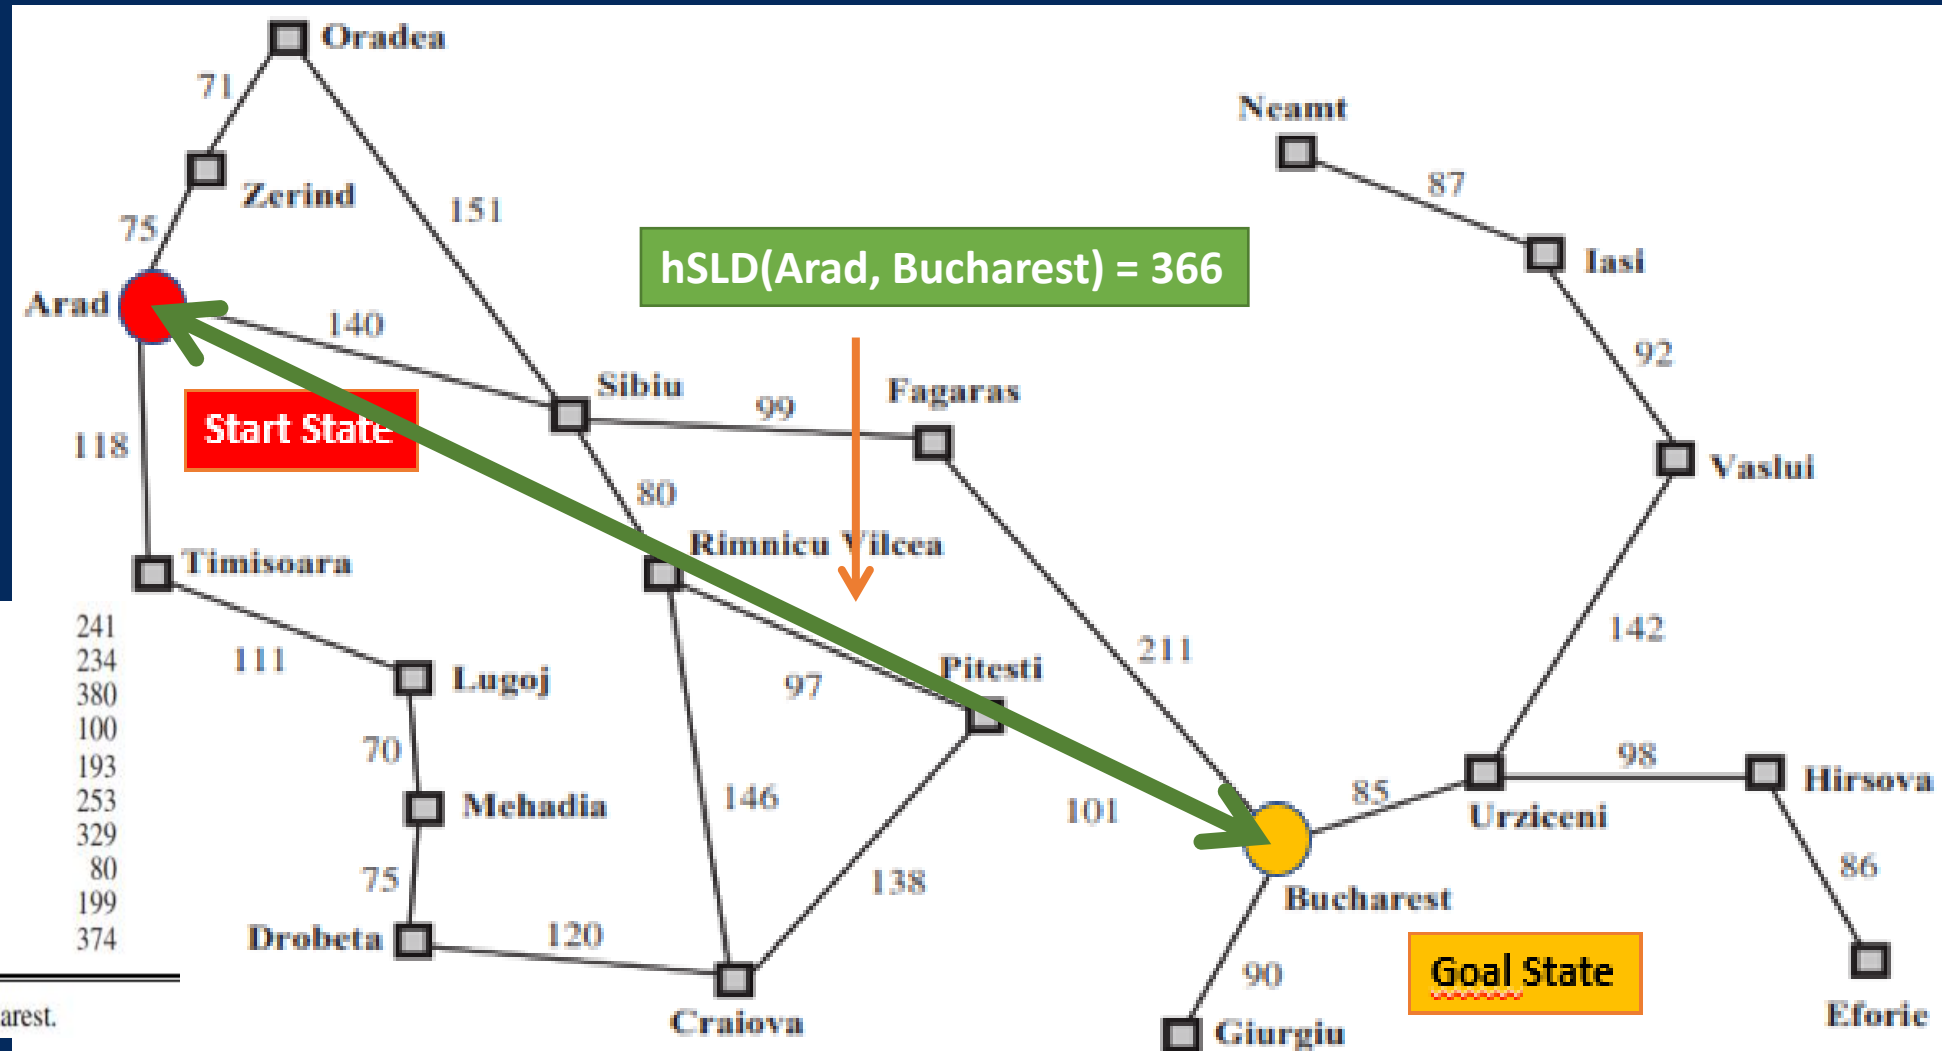 Oradea
71
Neamt
Zerind
87
75
151
hSLD(Arad, Bucharest) = 366
Iasi
Arad
140
92
Sibiu
Fagaras
99
Start State
118
Vaslui
80
Rimnicu Vilcea
Timisoara
241
234
380
100
193
253
329
80
199
374
arest.
111
Lugoj
97
Pitesti
211
142
70
Mehadia
146
101
85
98
Hirsova
Urziceni
75
138
86
Bucharest
Drobeta
120
90
Goal State
Craiova
Giurgiu
Eforie